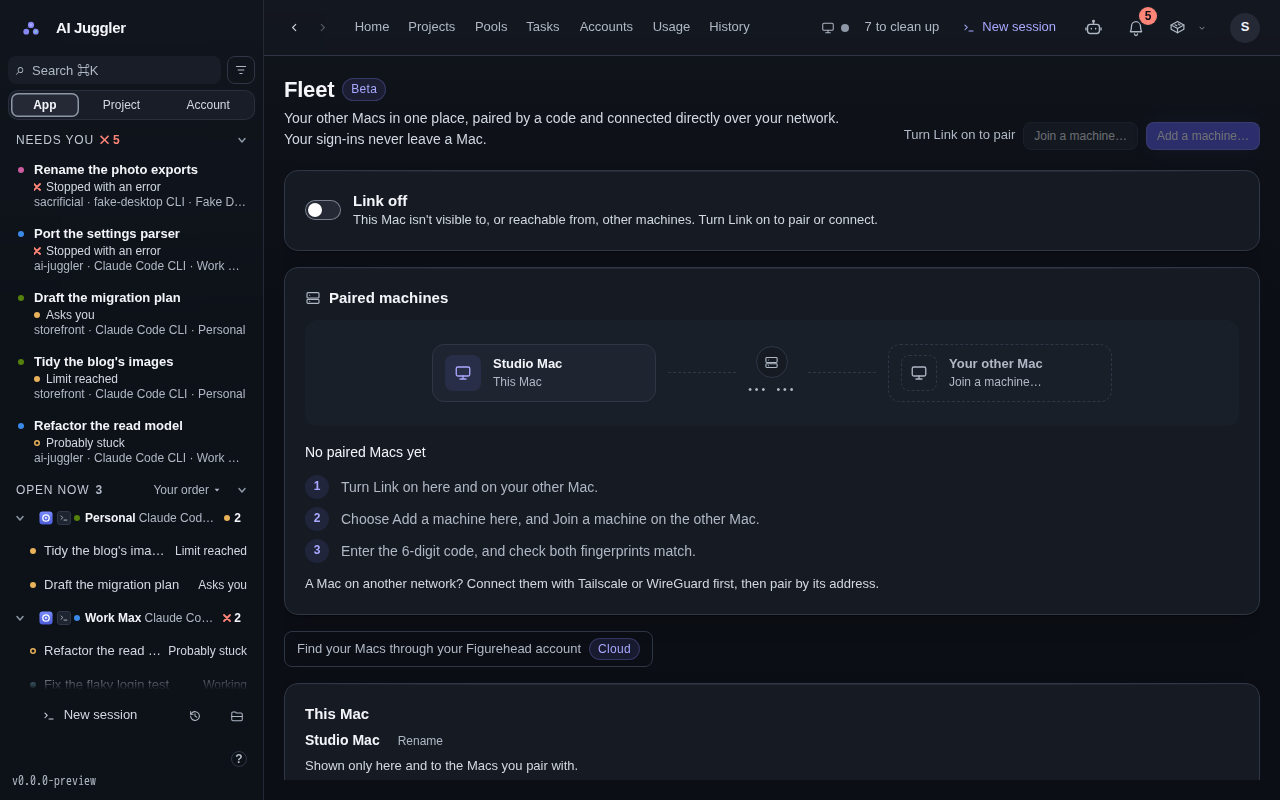 AI Juggler
Search ⌘K
App
Project
Account
NEEDS YOU 5
Rename the photo exports
Stopped with an error
sacrificial · fake-desktop CLI · Fake D…
Port the settings parser
Stopped with an error
ai-juggler · Claude Code CLI · Work …
Draft the migration plan
Asks you
storefront · Claude Code CLI · Personal
Tidy the blog's images
Limit reached
storefront · Claude Code CLI · Personal
Refactor the read model
Probably stuck
ai-juggler · Claude Code CLI · Work …
OPEN NOW 3
Your order
Personal Claude Cod… 2
Tidy the blog's ima… Limit reached
Draft the migration plan Asks you
Work Max Claude Co… 2
Refactor the read … Probably stuck
Fix the flaky login test Working
New session
?
v0.0.0-preview
Home
Projects
Pools
Tasks
Accounts
Usage
History
7 to clean up
New session
5
S
Fleet
Beta
Your other Macs in one place, paired by a code and connected directly over your network.
Your sign-ins never leave a Mac.
Turn Link on to pair
Join a machine…
Add a machine…
Link off
This Mac isn't visible to, or reachable from, other machines. Turn Link on to pair or connect.
Paired machines
Studio Mac
This Mac
••• •••
Your other Mac
Join a machine…
No paired Macs yet
1 Turn Link on here and on your other Mac.
2 Choose Add a machine here, and Join a machine on the other Mac.
3 Enter the 6-digit code, and check both fingerprints match.
A Mac on another network? Connect them with Tailscale or WireGuard first, then pair by its address.
Find your Macs through your Figurehead account Cloud
This Mac
Studio Mac Rename
Shown only here and to the Macs you pair with.